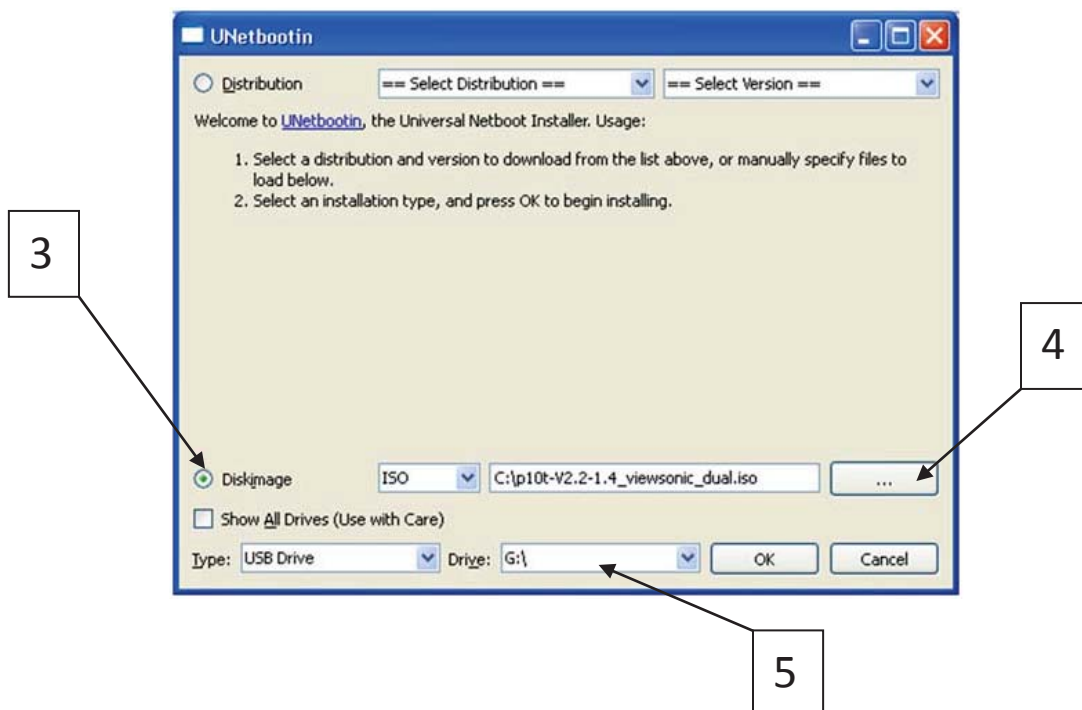 UNetbootin
Distribution == Select Distribution == == Select Version ==
Welcome to UNetbootin, the Universal Netboot Installer. Usage:
1. Select a distribution and version to download from the list above, or manually specify files to
load below.
2. Select an installation type, and press OK to begin installing.
3
4
Diskimage ISO C:\p10t-V2.2-1.4_viewsonic_dual.iso ...
Show All Drives (Use with Care)
Type: USB Drive Drive: G:\ OK Cancel
5